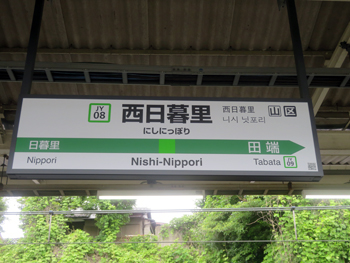 JY
08
西日暮里
にしにっぽり
西日暮里
니시 닛포리
山 区
日暮里
Nippori
Nishi-Nippori
田端
Tabata
JY
09